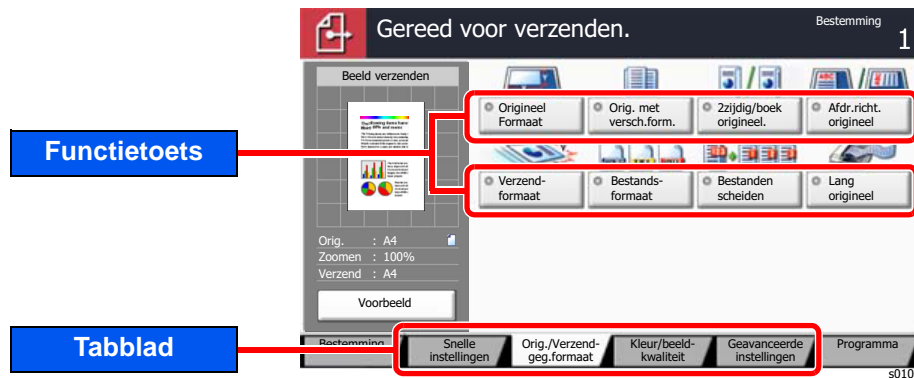 Gereed voor verzenden.
Bestemming
1
Beeld verzenden
Functietoets
Origineel
Formaat
Orig. met
versch.form.
2zijdig/boek
origineel.
Afdr.richt.
origineel
Verzend-
formaat
Bestands-
formaat
Bestanden
scheiden
Lang
origineel
Orig. : A4
Zoomen : 100%
Verzend : A4
Voorbeeld
Tabblad
Bestemming
Snelle
instellingen
Orig./Verzend-
geg.formaat
Kleur/beeld-
kwaliteit
Geavanceerde
instellingen
Programma
s010